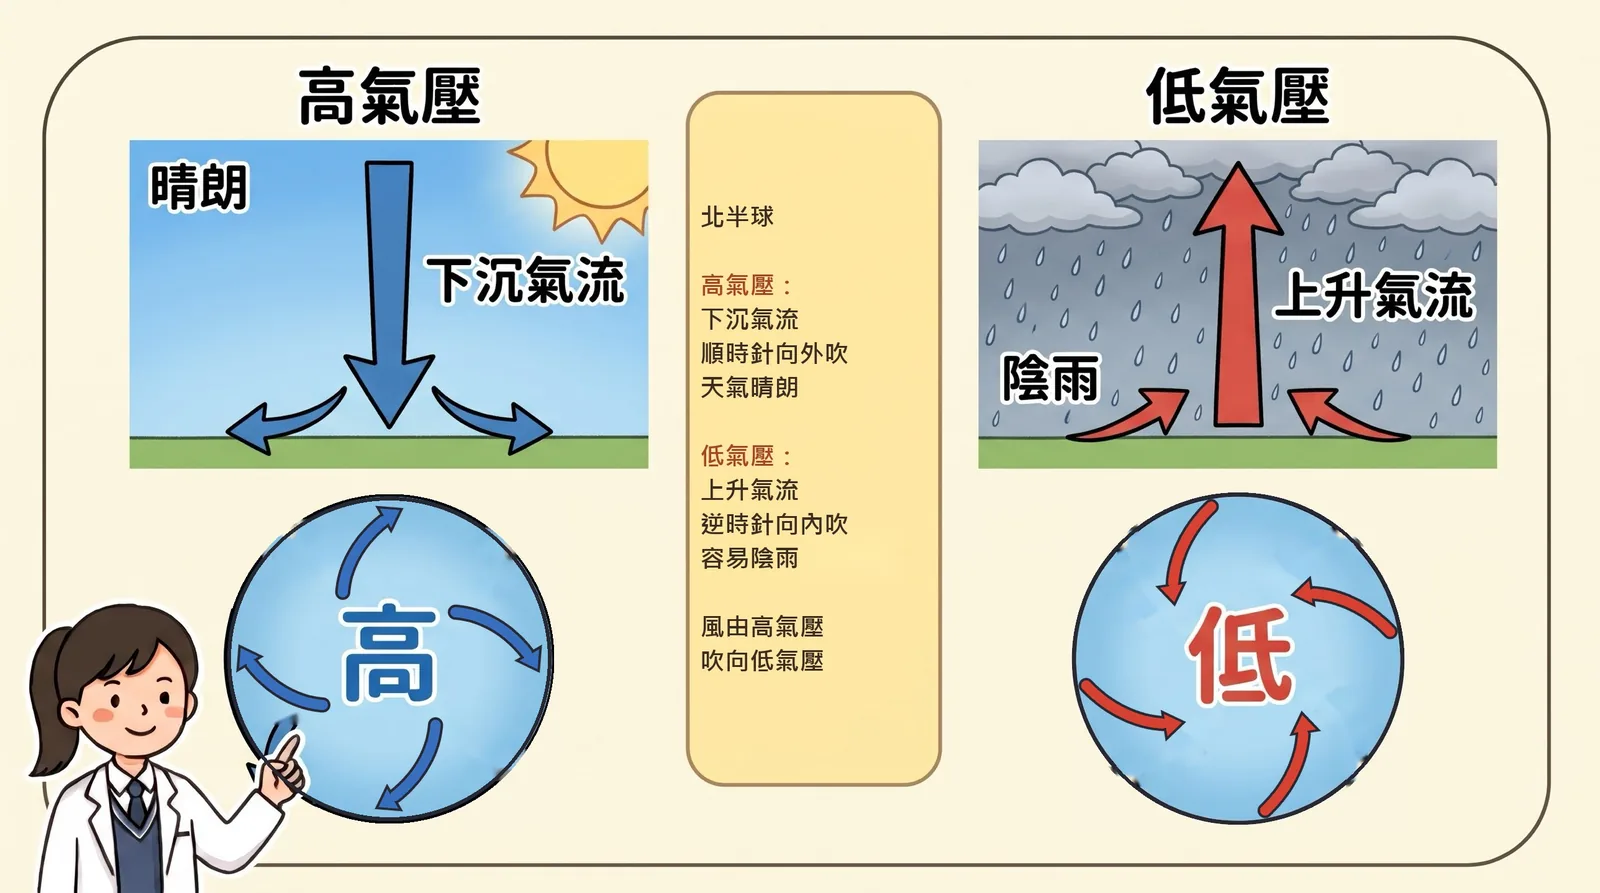 高氣壓
晴朗
下沉氣流
高
北半球
高氣壓：
下沉氣流
順時針向外吹
天氣晴朗
低氣壓：
上升氣流
逆時針向內吹
容易陰雨
風由高氣壓
吹向低氣壓
低氣壓
上升氣流
陰雨
低